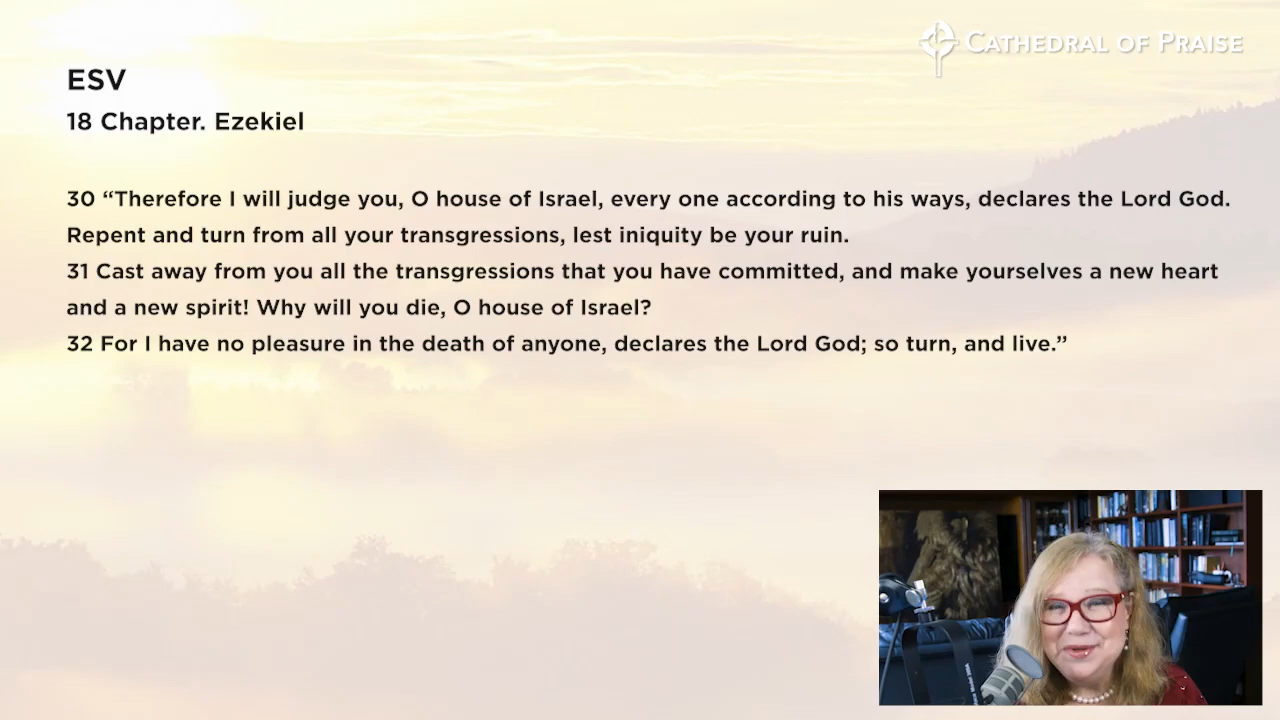 CATHEDRAL OF PRAISE
ESV
18 Chapter. Ezekiel
30 “Therefore I will judge you, O house of Israel, every one according to his ways, declares the Lord God.
Repent and turn from all your transgressions, lest iniquity be your ruin.
31 Cast away from you all the transgressions that you have committed, and make yourselves a new heart
and a new spirit! Why will you die, O house of Israel?
32 For I have no pleasure in the death of anyone, declares the Lord God; so turn, and live.”